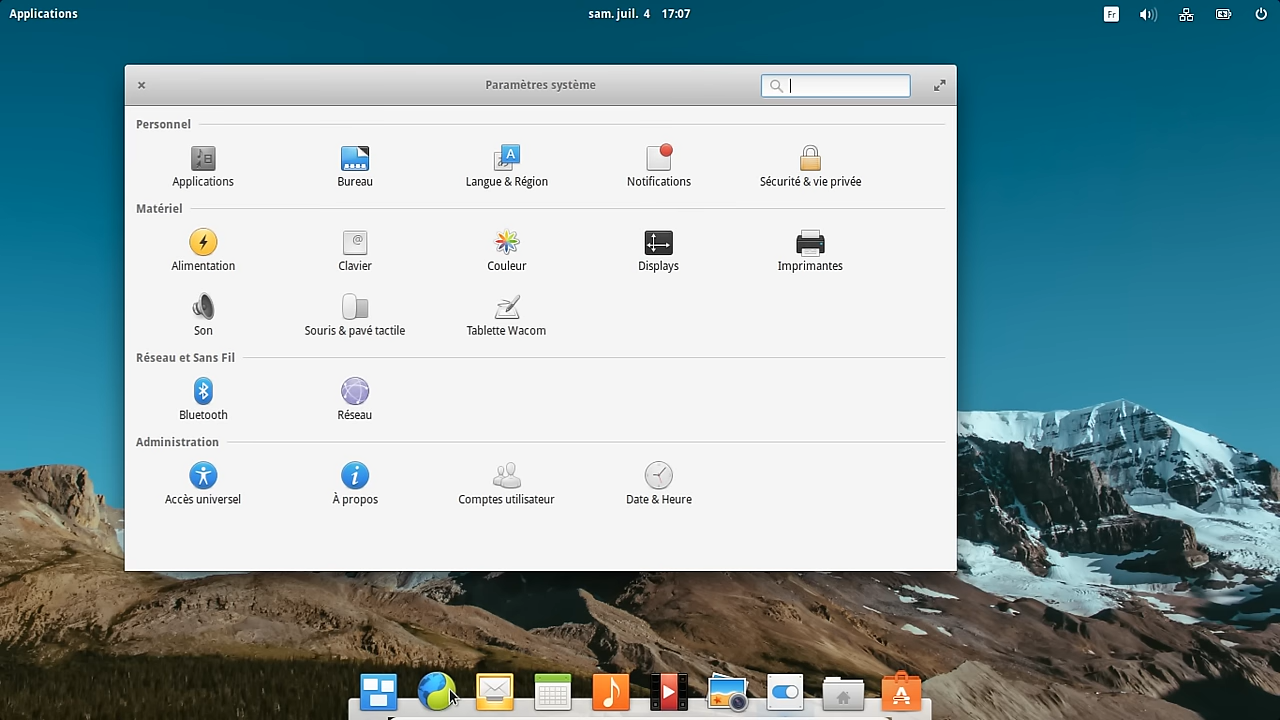 Applications
sam. juil. 4 17:07
Fr
Paramètres système
Personnel
Applications
Bureau
Langue & Région
Notifications
Sécurité & vie privée
Matériel
Alimentation
Clavier
Couleur
Displays
Imprimantes
Son
Souris & pavé tactile
Tablette Wacom
Réseau et Sans Fil
Bluetooth
Réseau
Administration
Accès universel
À propos
Comptes utilisateur
Date & Heure